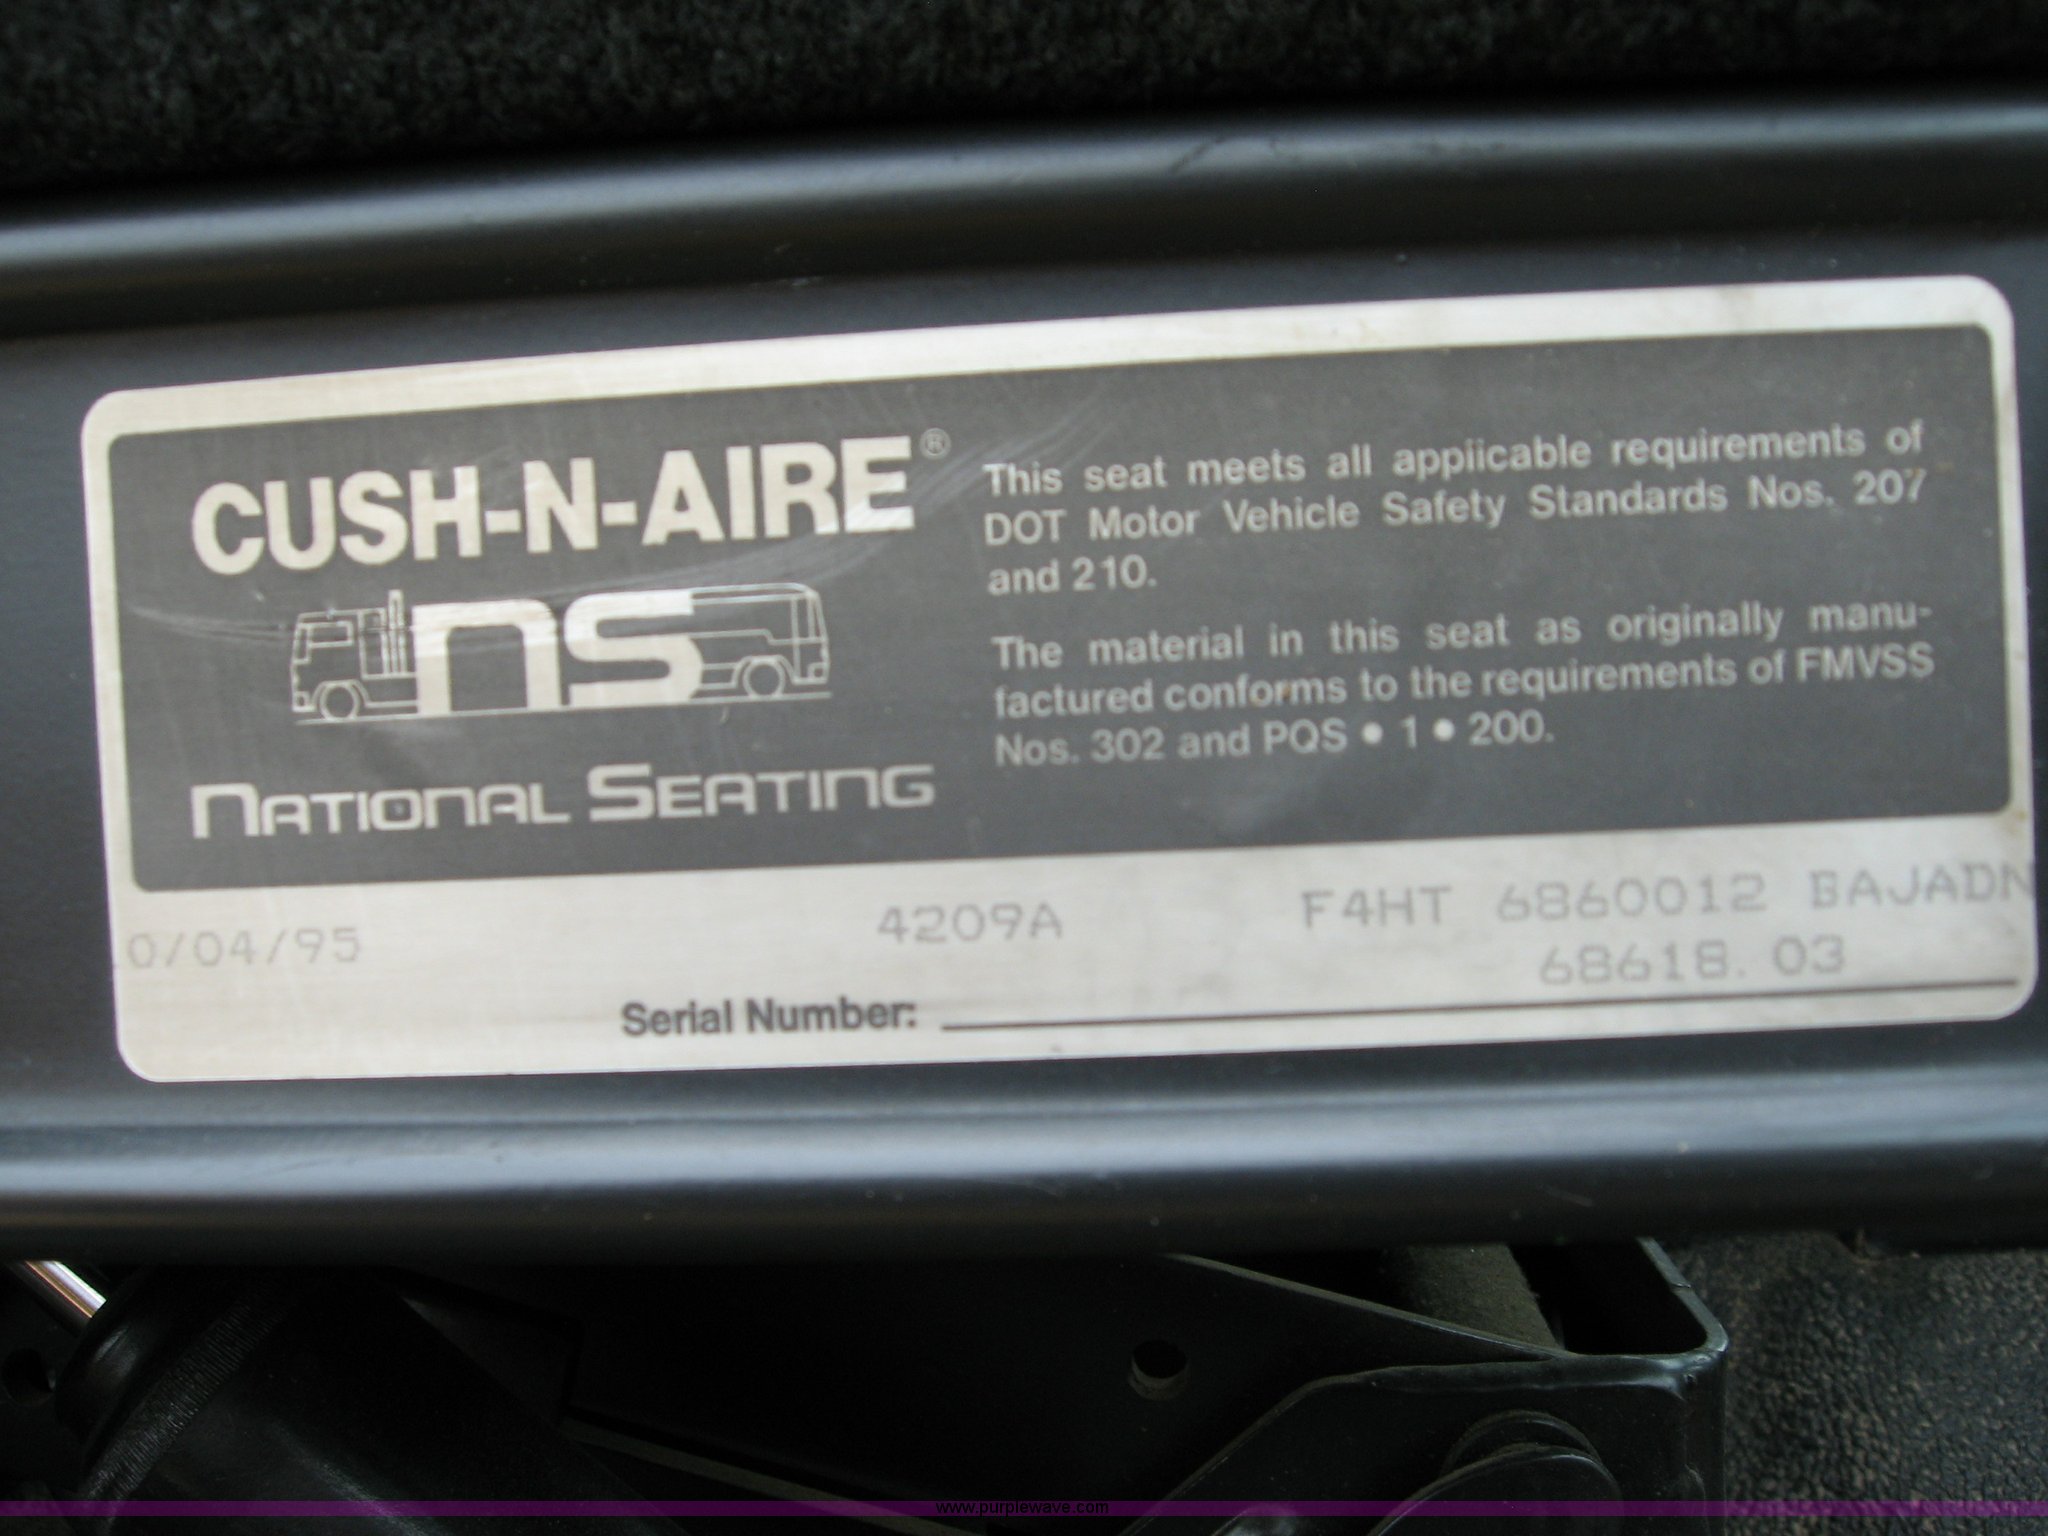 CUSH-N-AIRE®
ns
NATIONAL SEATING
This seat meets all applicable requirements of
DOT Motor Vehicle Safety Standards Nos. 207
and 210.
The material in this seat as originally manu-
factured conforms to the requirements of FMVSS
Nos. 302 and PQS • 1 • 200.
0/04/95 4209A F4HT 6860012 BAJADN
68618.03
Serial Number:
www.purplewave.com